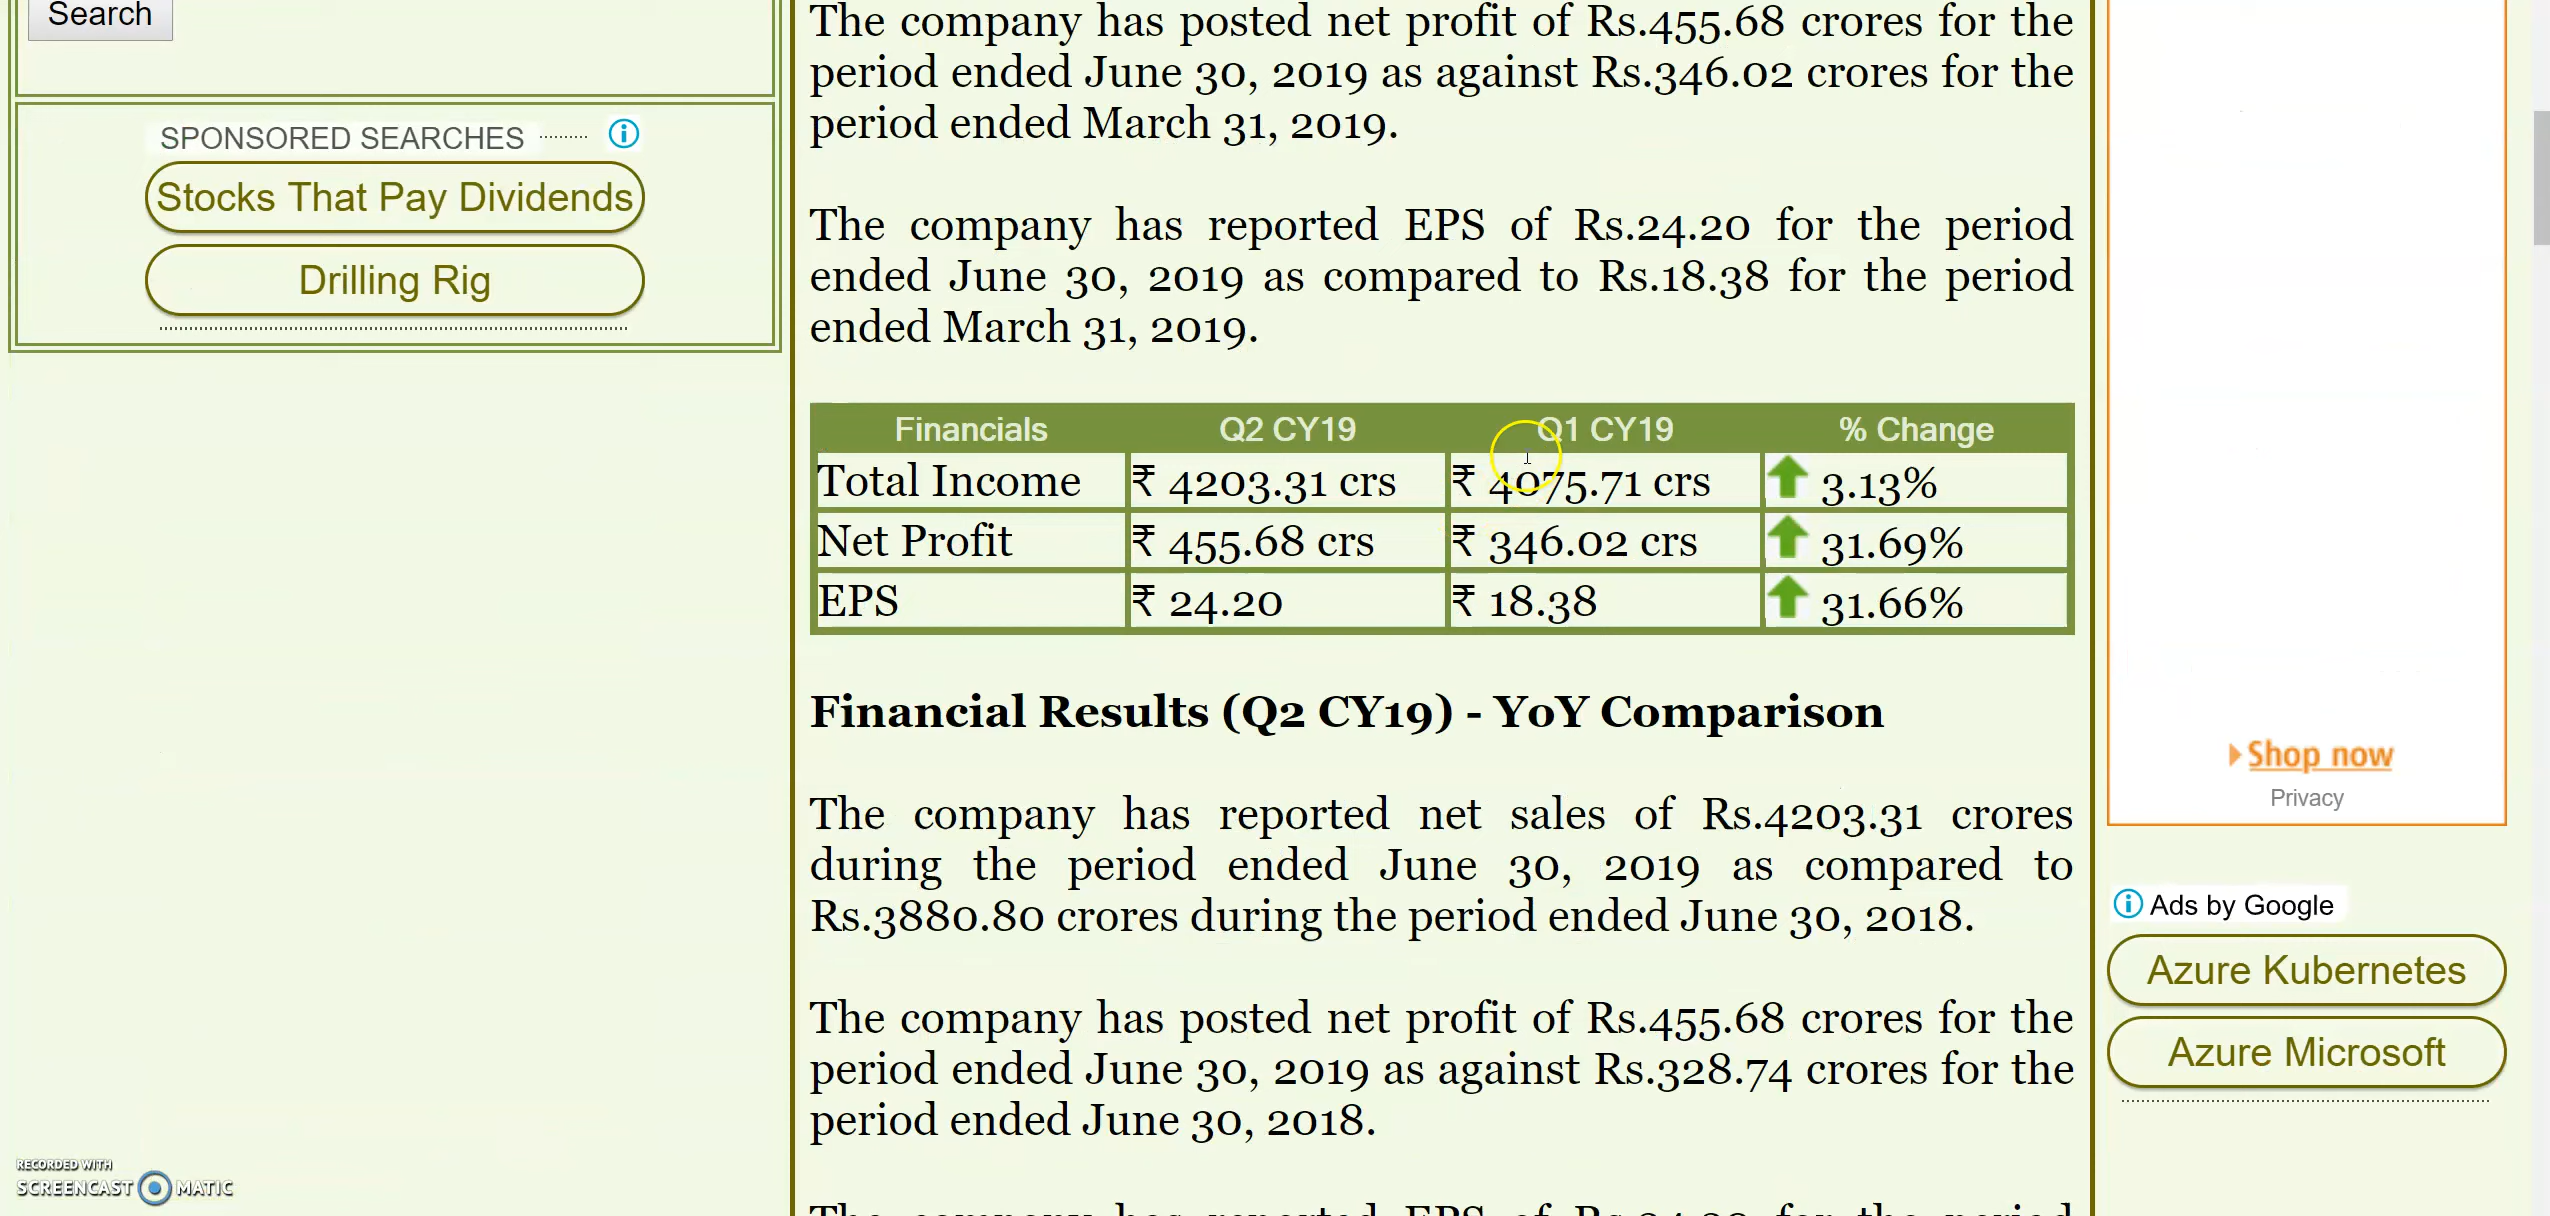 Search
SPONSORED SEARCHES
Stocks That Pay Dividends
Drilling Rig
The company has posted net profit of Rs.455.68 crores for the
period ended June 30, 2019 as against Rs.346.02 crores for the
period ended March 31, 2019.
The company has reported EPS of Rs.24.20 for the period
ended June 30, 2019 as compared to Rs.18.38 for the period
ended March 31, 2019.
Financials Q2 CY19 Q1 CY19 % Change
Total Income ₹ 4203.31 crs ₹ 4075.71 crs 3.13%
Net Profit ₹ 455.68 crs ₹ 346.02 crs 31.69%
EPS ₹ 24.20 ₹ 18.38 31.66%
Financial Results (Q2 CY19) - YoY Comparison
The company has reported net sales of Rs.4203.31 crores
during the period ended June 30, 2019 as compared to
Rs.3880.80 crores during the period ended June 30, 2018.
The company has posted net profit of Rs.455.68 crores for the
period ended June 30, 2019 as against Rs.328.74 crores for the
period ended June 30, 2018.
Shop now
Privacy
Ads by Google
Azure Kubernetes
Azure Microsoft
RECORDED WITH
SCREENCAST MATIC